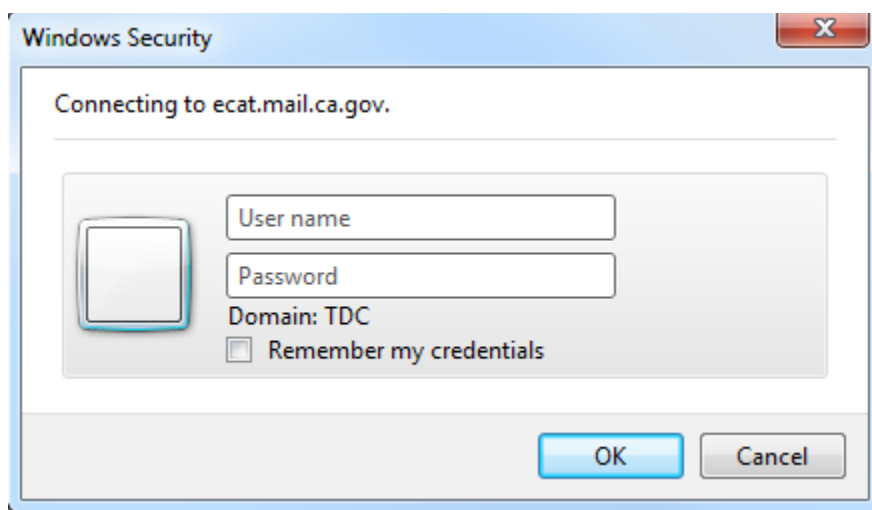 Windows Security
Connecting to ecat.mail.ca.gov.
User name
Password
Domain: TDC
Remember my credentials
OK
Cancel